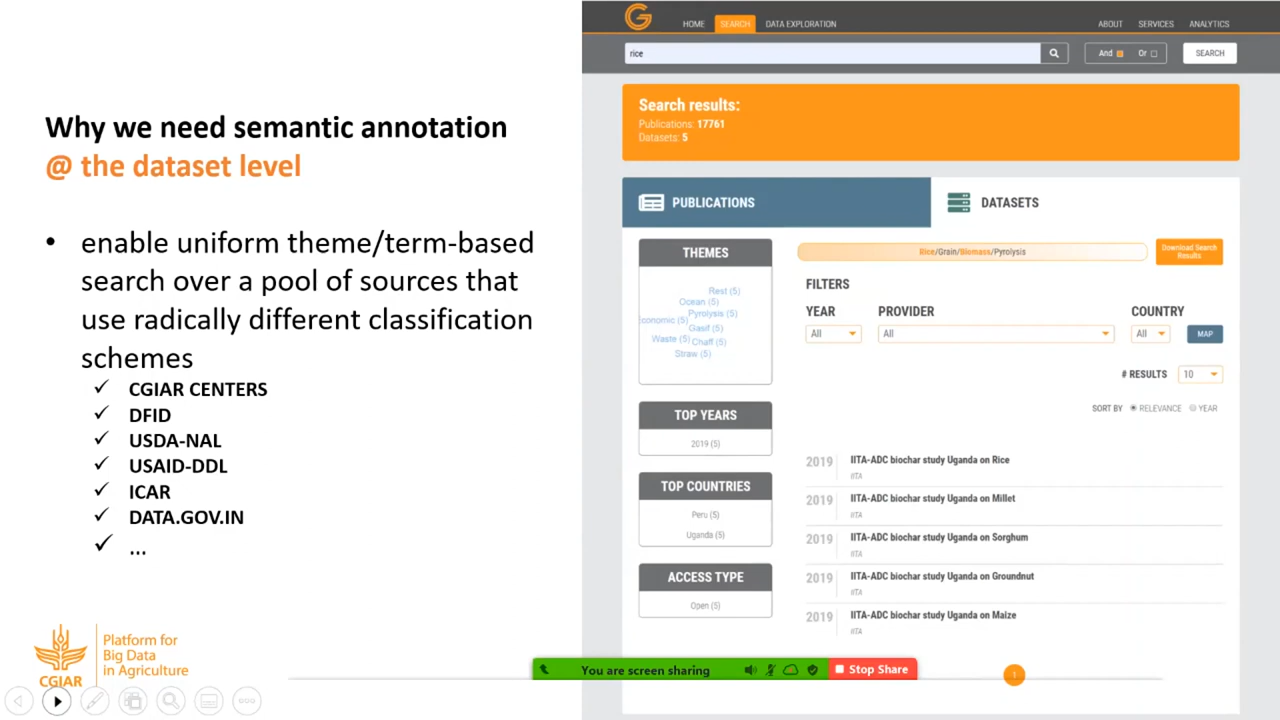 Why we need semantic annotation
@ the dataset level
• enable uniform theme/term-based
search over a pool of sources that
use radically different classification
schemes
✓ CGIAR CENTERS
✓ DFID
✓ USDA-NAL
✓ USAID-DDL
✓ ICAR
✓ DATA.GOV.IN
✓ ...
CGIAR
Platform for
Big Data
in Agriculture
HOME SEARCH DATA EXPLORATION ABOUT SERVICES ANALYTICS
rice And Or SEARCH
Search results:
Publications: 17761
Datasets: 5
PUBLICATIONS DATASETS
THEMES
Rest (5)
Ocean (5)
Pyrolysis (5)
conomic (5)
Gasif (5)
Waste (5) Chaff (5)
Straw (5)
TOP YEARS
2019 (5)
TOP COUNTRIES
Peru (5)
Uganda (5)
ACCESS TYPE
Open (5)
Rice/Grain/Biomass/Pyrolysis
Download Search
Results
FILTERS
YEAR PROVIDER COUNTRY
All All All MAP
# RESULTS 10
SORT BY RELEVANCE YEAR
2019 IITA-ADC biochar study Uganda on Rice
IITA
2019 IITA-ADC biochar study Uganda on Millet
IITA
2019 IITA-ADC biochar study Uganda on Sorghum
IITA
2019 IITA-ADC biochar study Uganda on Groundnut
IITA
2019 IITA-ADC biochar study Uganda on Maize
IITA
1
You are screen sharing Stop Share